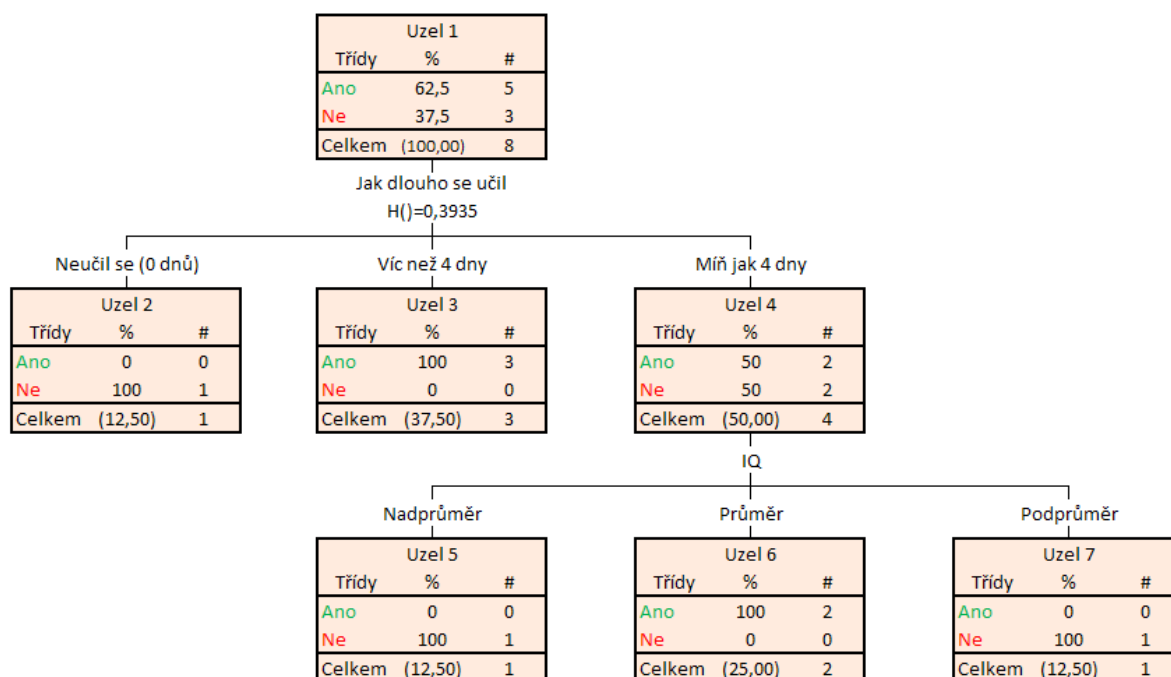 Uzel 1
Třídy % #
Ano 62,5 5
Ne 37,5 3
Celkem (100,00) 8
Jak dlouho se učil
H()=0,3935
Neučil se (0 dnů)
Víc než 4 dny
Míň jak 4 dny
Uzel 2
Třídy % #
Ano 0 0
Ne 100 1
Celkem (12,50) 1
Uzel 3
Třídy % #
Ano 100 3
Ne 0 0
Celkem (37,50) 3
Uzel 4
Třídy % #
Ano 50 2
Ne 50 2
Celkem (50,00) 4
IQ
Nadprůměr
Průměr
Podprůměr
Uzel 5
Třídy % #
Ano 0 0
Ne 100 1
Celkem (12,50) 1
Uzel 6
Třídy % #
Ano 100 2
Ne 0 0
Celkem (25,00) 2
Uzel 7
Třídy % #
Ano 0 0
Ne 100 1
Celkem (12,50) 1